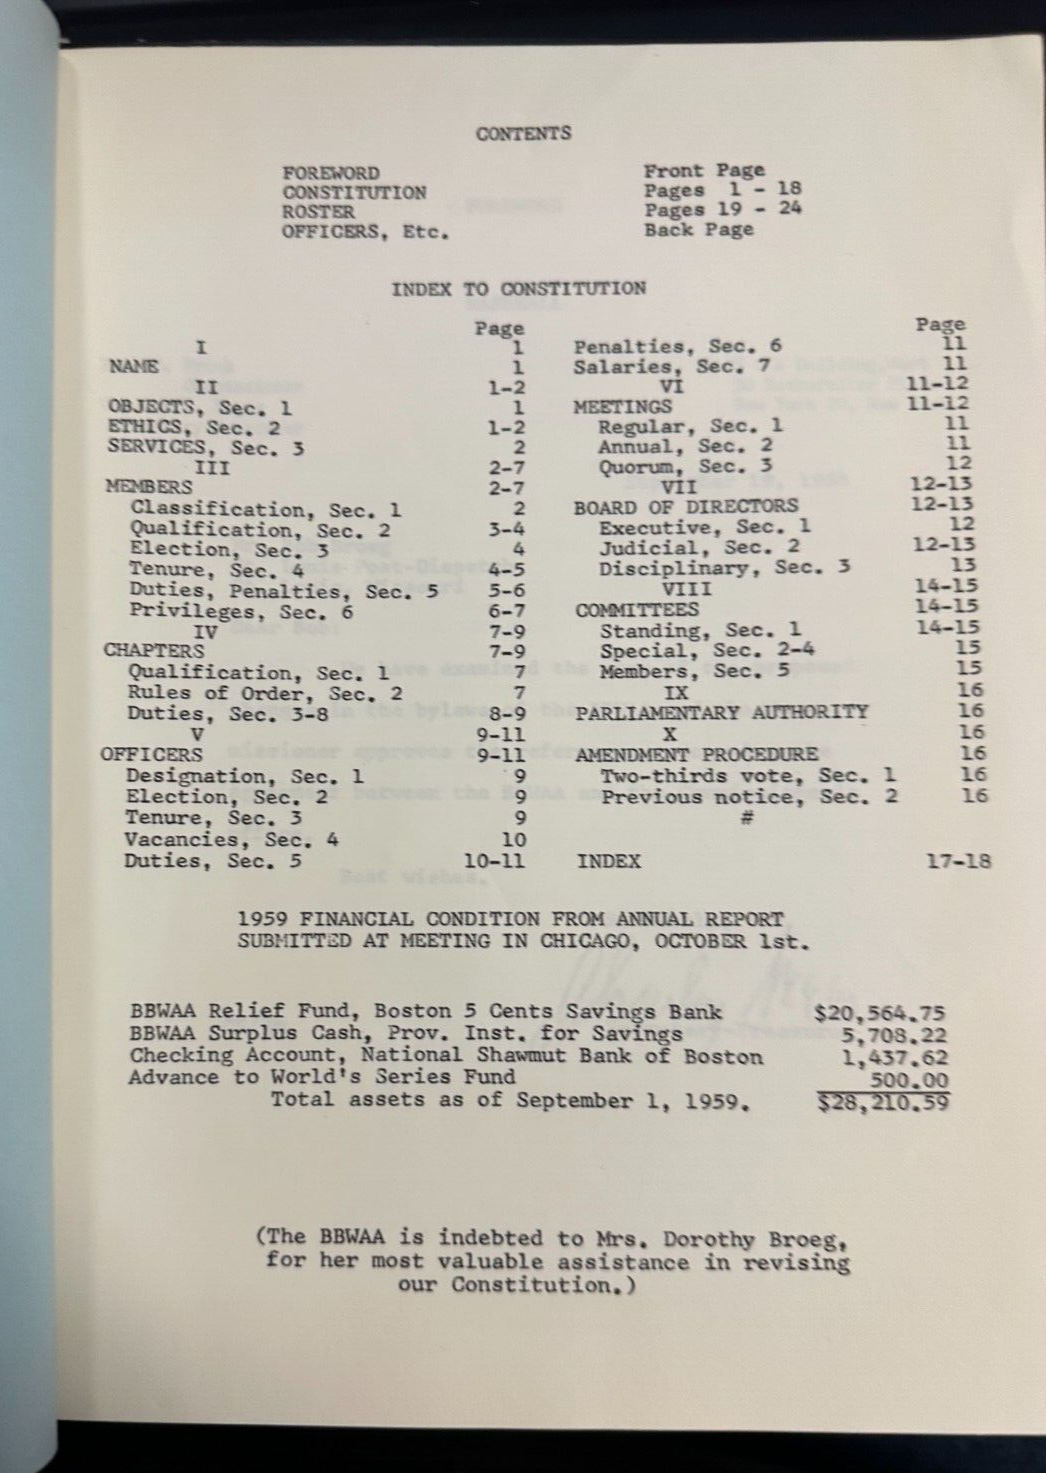 CONTENTS
FOREWORD Front Page
CONSTITUTION Pages 1 - 18
ROSTER Pages 19 - 24
OFFICERS, Etc. Back Page
INDEX TO CONSTITUTION
Page
I 1
NAME 1
II 1-2
OBJECTS, Sec. 1 1
ETHICS, Sec. 2 1-2
SERVICES, Sec. 3 2
III 2-7
MEMBERS 2-7
Classification, Sec. 1 2
Qualification, Sec. 2 3-4
Election, Sec. 3 4
Tenure, Sec. 4 4-5
Duties, Penalties, Sec. 5 5-6
Privileges, Sec. 6 6-7
IV 7-9
CHAPTERS 7-9
Qualification, Sec. 1 7
Rules of Order, Sec. 2 7
Duties, Sec. 3-8 8-9
V 9-11
OFFICERS 9-11
Designation, Sec. 1 9
Election, Sec. 2 9
Tenure, Sec. 3 9
Vacancies, Sec. 4 10
Duties, Sec. 5 10-11
Page
Penalties, Sec. 6 11
Salaries, Sec. 7 11
VI 11-12
MEETINGS 11-12
Regular, Sec. 1 11
Annual, Sec. 2 11
Quorum, Sec. 3 12
VII 12-13
BOARD OF DIRECTORS 12-13
Executive, Sec. 1 12
Judicial, Sec. 2 12-13
Disciplinary, Sec. 3 13
VIII 14-15
COMMITTEES 14-15
Standing, Sec. 1 14-15
Special, Sec. 2-4 15
Members, Sec. 5 15
IX 16
PARLIAMENTARY AUTHORITY 16
X 16
AMENDMENT PROCEDURE 16
Two-thirds vote, Sec. 1 16
Previous notice, Sec. 2 16
#
INDEX 17-18
1959 FINANCIAL CONDITION FROM ANNUAL REPORT
SUBMITTED AT MEETING IN CHICAGO, OCTOBER 1st.
BBWAA Relief Fund, Boston 5 Cents Savings Bank $20,564.75
BBWAA Surplus Cash, Prov. Inst. for Savings 5,708.22
Checking Account, National Shawmut Bank of Boston 1,437.62
Advance to World's Series Fund 500.00
Total assets as of September 1, 1959. $28,210.59
(The BBWAA is indebted to Mrs. Dorothy Broeg,
for her most valuable assistance in revising
our Constitution.)